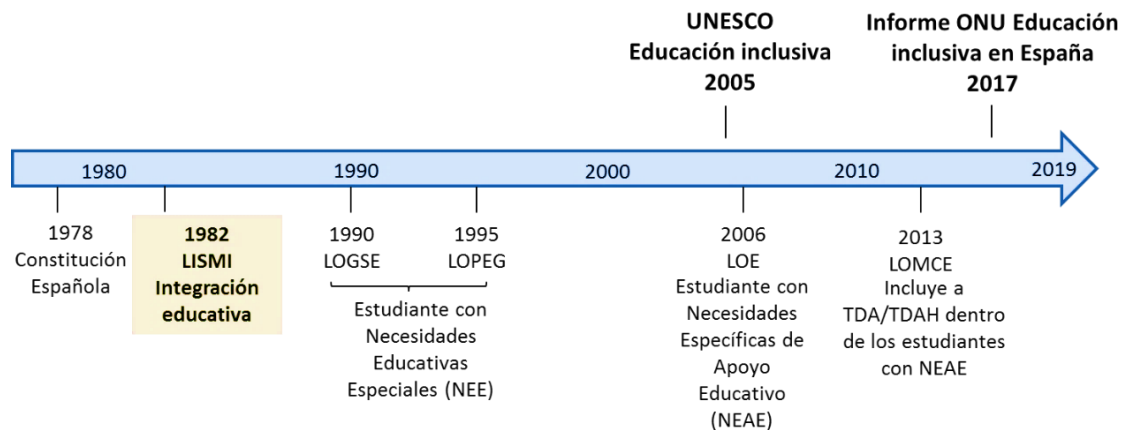 UNESCO
Educación inclusiva
2005
Informe ONU Educación
inclusiva en España
2017
1980
1990
2000
2010
2019
1978
Constitución
Española
1982
LISMI
Integración
educativa
1990
LOGSE
1995
LOPEG
Estudiante con
Necesidades
Educativas
Especiales (NEE)
2006
LOE
Estudiante con
Necesidades
Específicas de
Apoyo
Educativo
(NEAE)
2013
LOMCE
Incluye a
TDA/TDAH dentro
de los estudiantes
con NEAE